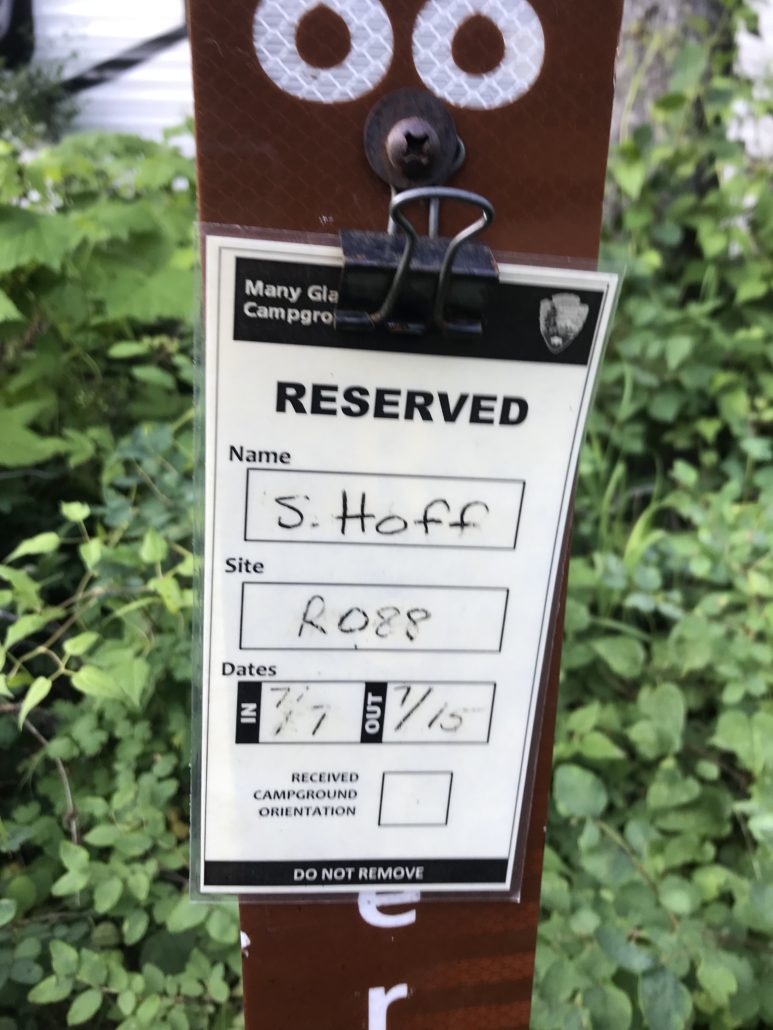 88
Many Gla
Campgro
RESERVED
Name
S. Hoff
Site
R088
Dates
IN 7/7 OUT 7/15
RECEIVED
CAMPGROUND
ORIENTATION
DO NOT REMOVE
e
r